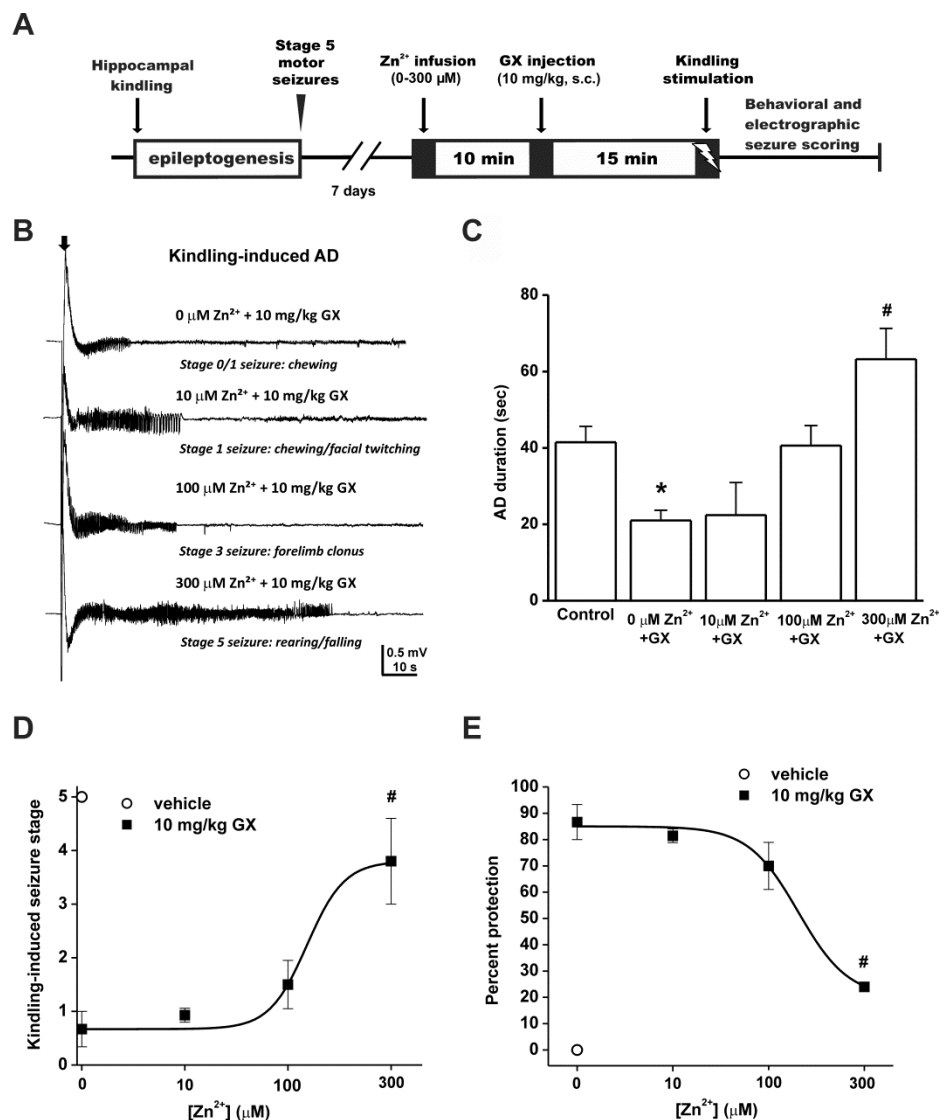 A
Hippocampal
kindling
Stage 5
motor
seizures
Zn²⁺ infusion
(0-300 µM)
GX injection
(10 mg/kg, s.c.)
Kindling
stimulation
epileptogenesis
7 days
10 min
15 min
Behavioral and
electrographic
sezure scoring
B
Kindling-induced AD
0 µM Zn²⁺ + 10 mg/kg GX
Stage 0/1 seizure: chewing
10 µM Zn²⁺ + 10 mg/kg GX
Stage 1 seizure: chewing/facial twitching
100 µM Zn²⁺ + 10 mg/kg GX
Stage 3 seizure: forelimb clonus
300 µM Zn²⁺ + 10 mg/kg GX
Stage 5 seizure: rearing/falling
0.5 mV
10 s
C
AD duration (sec)
80
60
40
20
0
*
#
Control
0 µM Zn²⁺
+GX
10µM Zn²⁺
+GX
100µM Zn²⁺
+GX
300µM Zn²⁺
+GX
D
Kindling-induced seizure stage
5
4
3
2
1
0
vehicle
10 mg/kg GX
#
0 10 100 300
[Zn²⁺] (µM)
E
Percent protection
100
90
80
70
60
50
40
30
20
10
0
vehicle
10 mg/kg GX
#
0 10 100 300
[Zn²⁺] (µM)